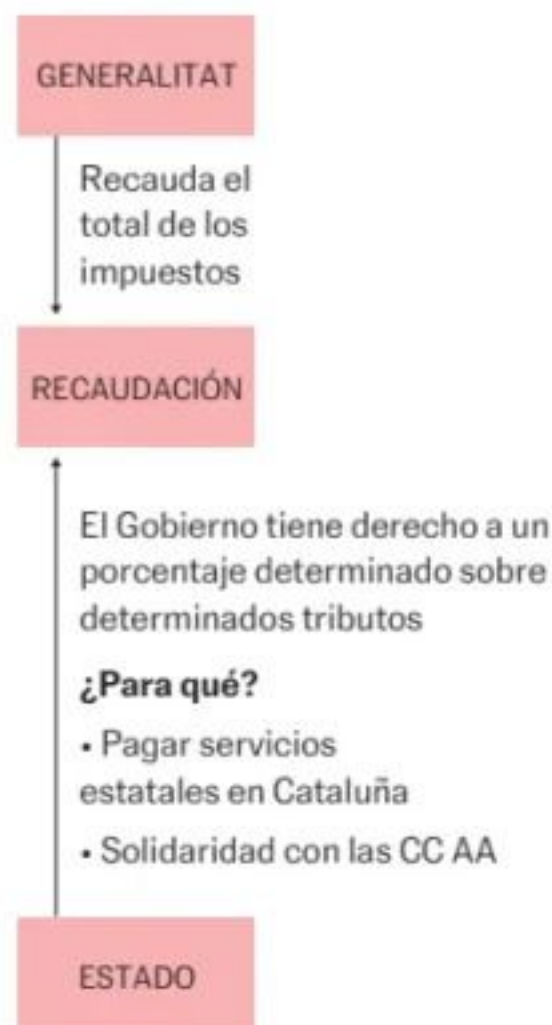 GENERALITAT
Recauda el
total de los
impuestos
RECAUDACIÓN
El Gobierno tiene derecho a un
porcentaje determinado sobre
determinados tributos
¿Para qué?
• Pagar servicios
estatales en Cataluña
• Solidaridad con las CC AA
ESTADO